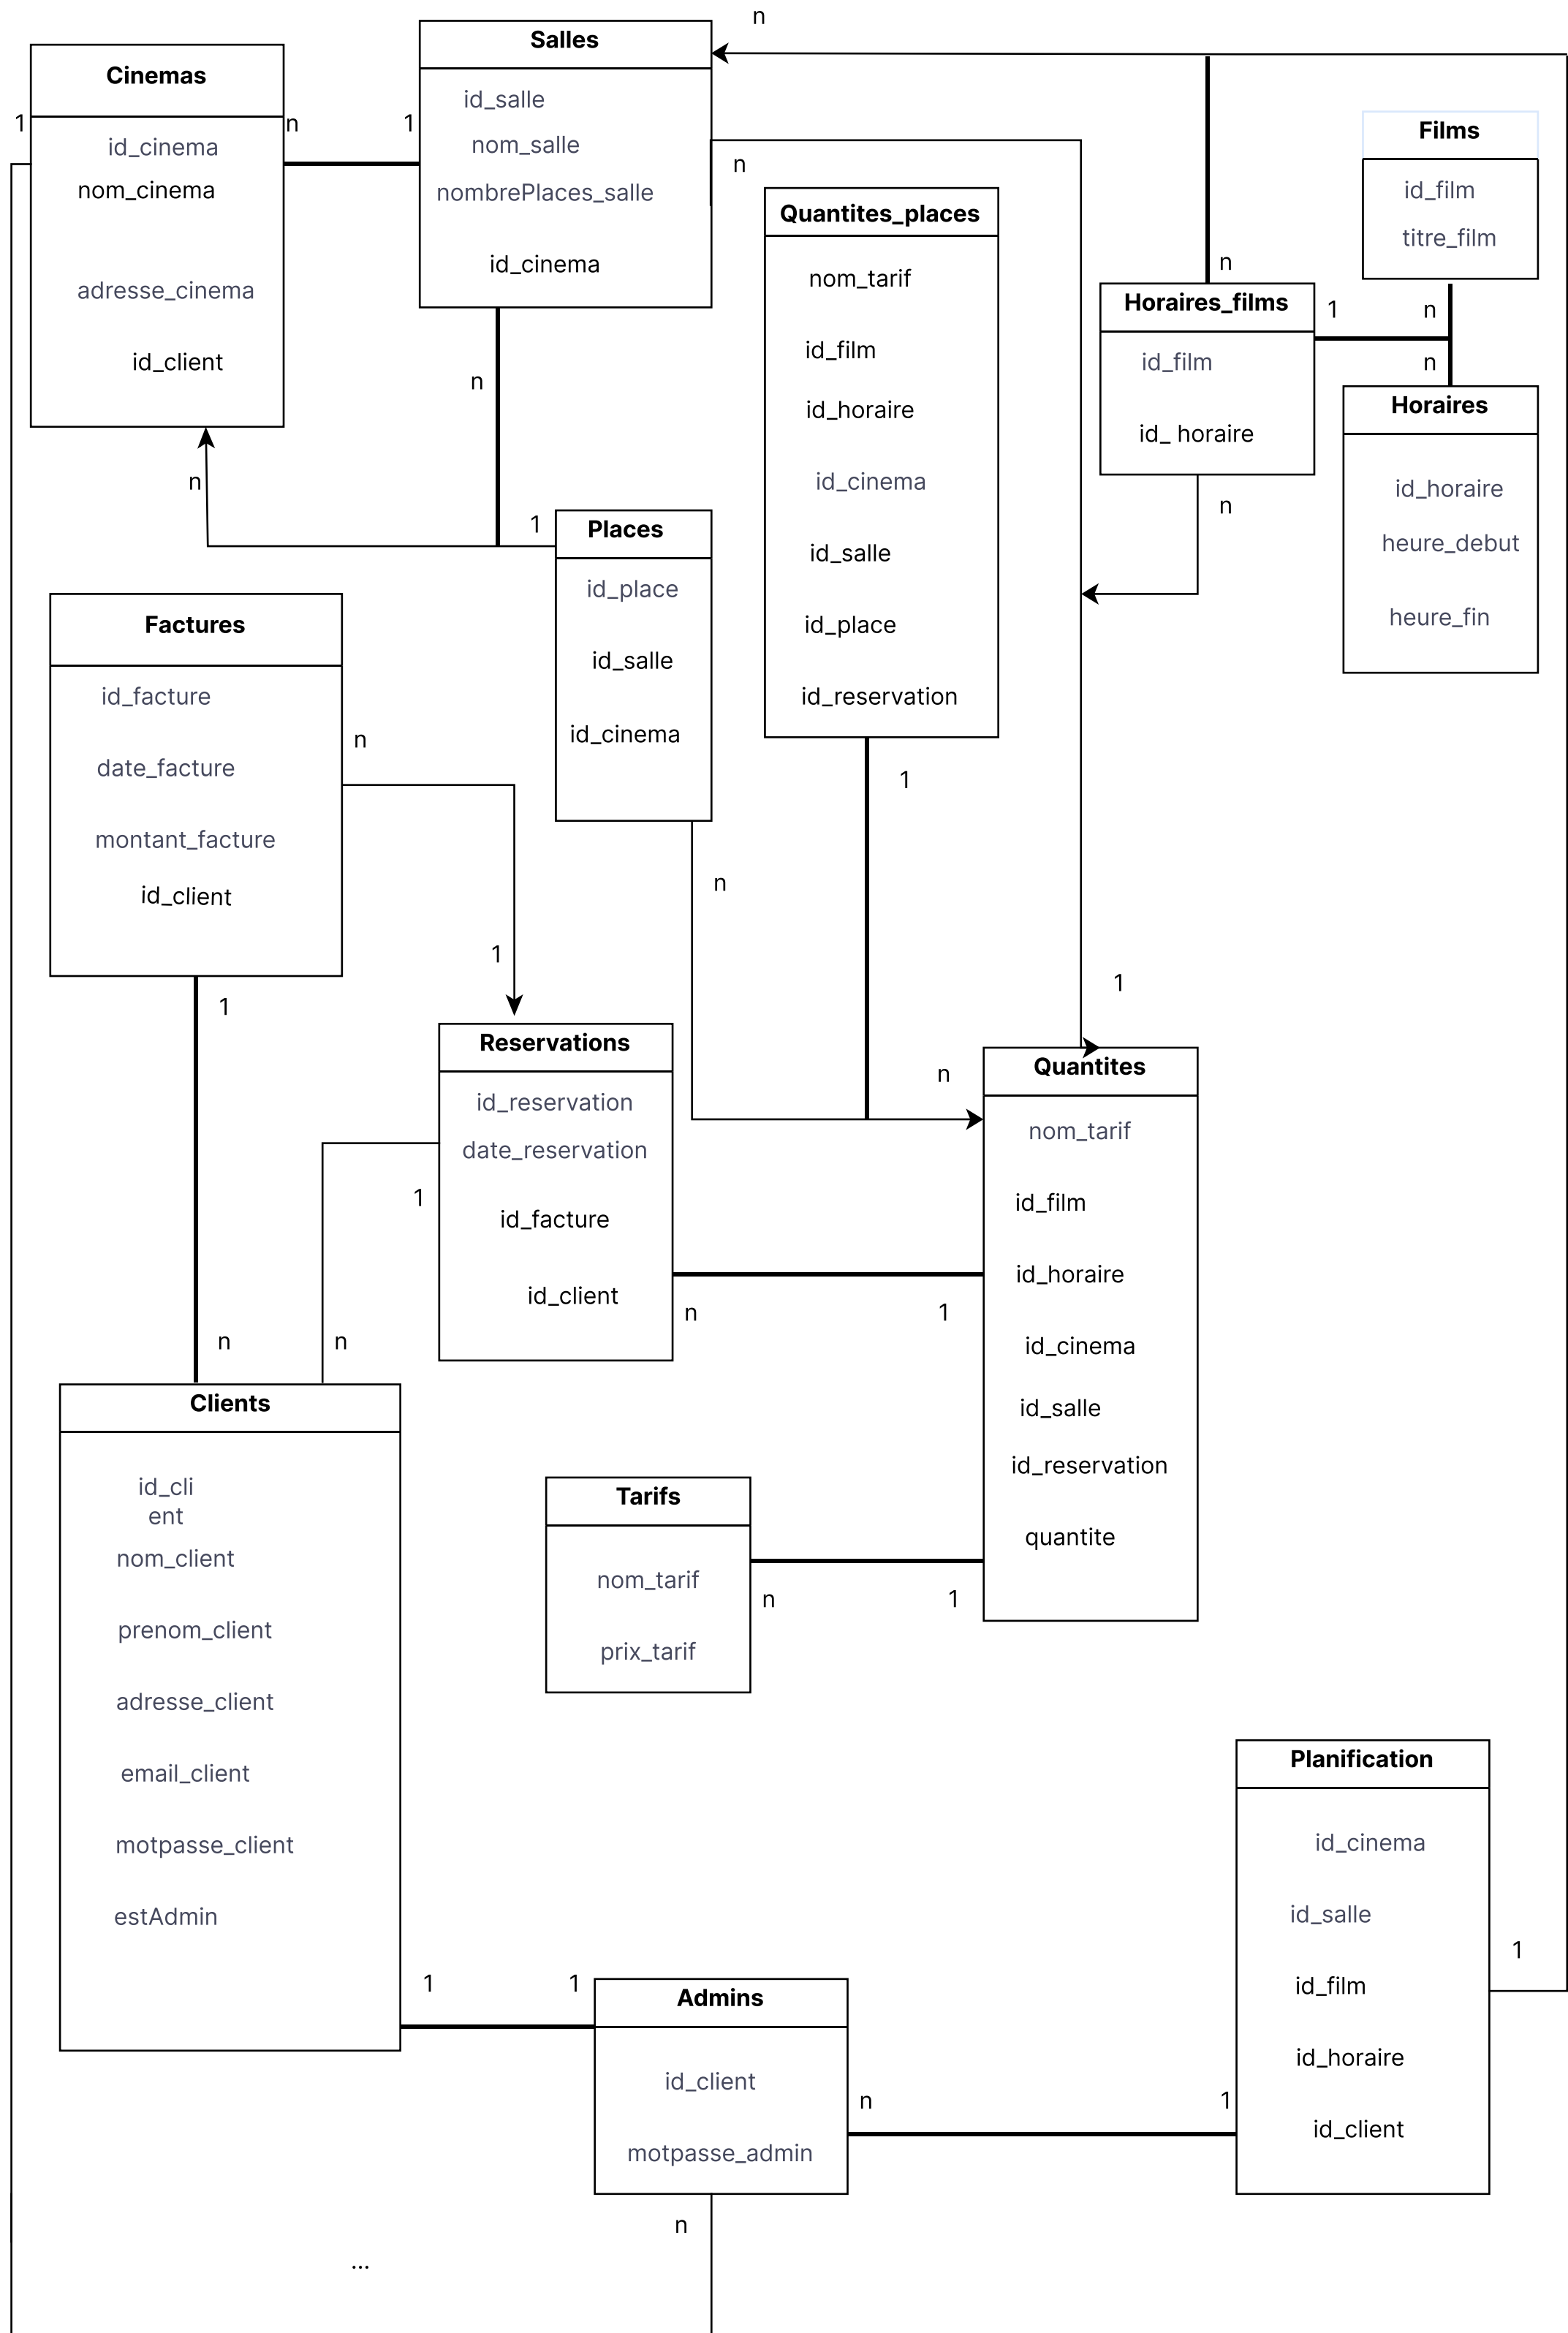 n
Salles
id_salle
nom_salle
nombrePlaces_salle
id_cinema
Cinemas
id_cinema
nom_cinema
adresse_cinema
id_client
1
n
1
n
Films
id_film
titre_film
Quantites_places
nom_tarif
id_film
id_horaire
id_cinema
id_salle
id_place
id_reservation
n
Horaires_films
id_film
id_ horaire
1
n
n
Horaires
id_horaire
heure_debut
heure_fin
n
n
n
1
Places
id_place
id_salle
id_cinema
Factures
id_facture
date_facture
montant_facture
id_client
n
1
n
1
1
1
n
Reservations
id_reservation
date_reservation
id_facture
id_client
Quantites
nom_tarif
id_film
id_horaire
id_cinema
id_salle
id_reservation
quantite
1
n
1
n
n
Clients
id_cli
ent
nom_client
prenom_client
adresse_client
email_client
motpasse_client
estAdmin
Tarifs
nom_tarif
prix_tarif
n
1
Planification
id_cinema
id_salle
id_film
id_horaire
id_client
1
1
1
Admins
id_client
motpasse_admin
n
1
n
...